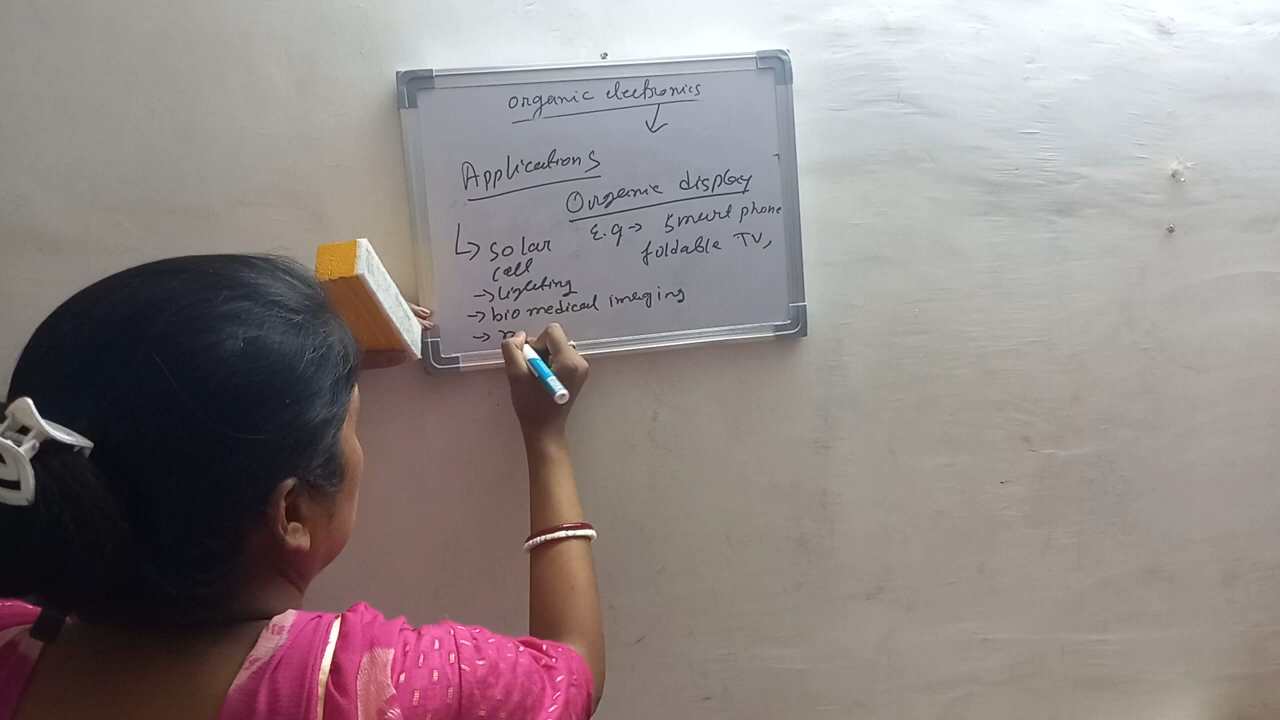 organic electronics
Applications
Organic display
E.g → Smart phone
foldable TV,
↳ Solar
cell
→ lighting
→ bio medical imaging
→